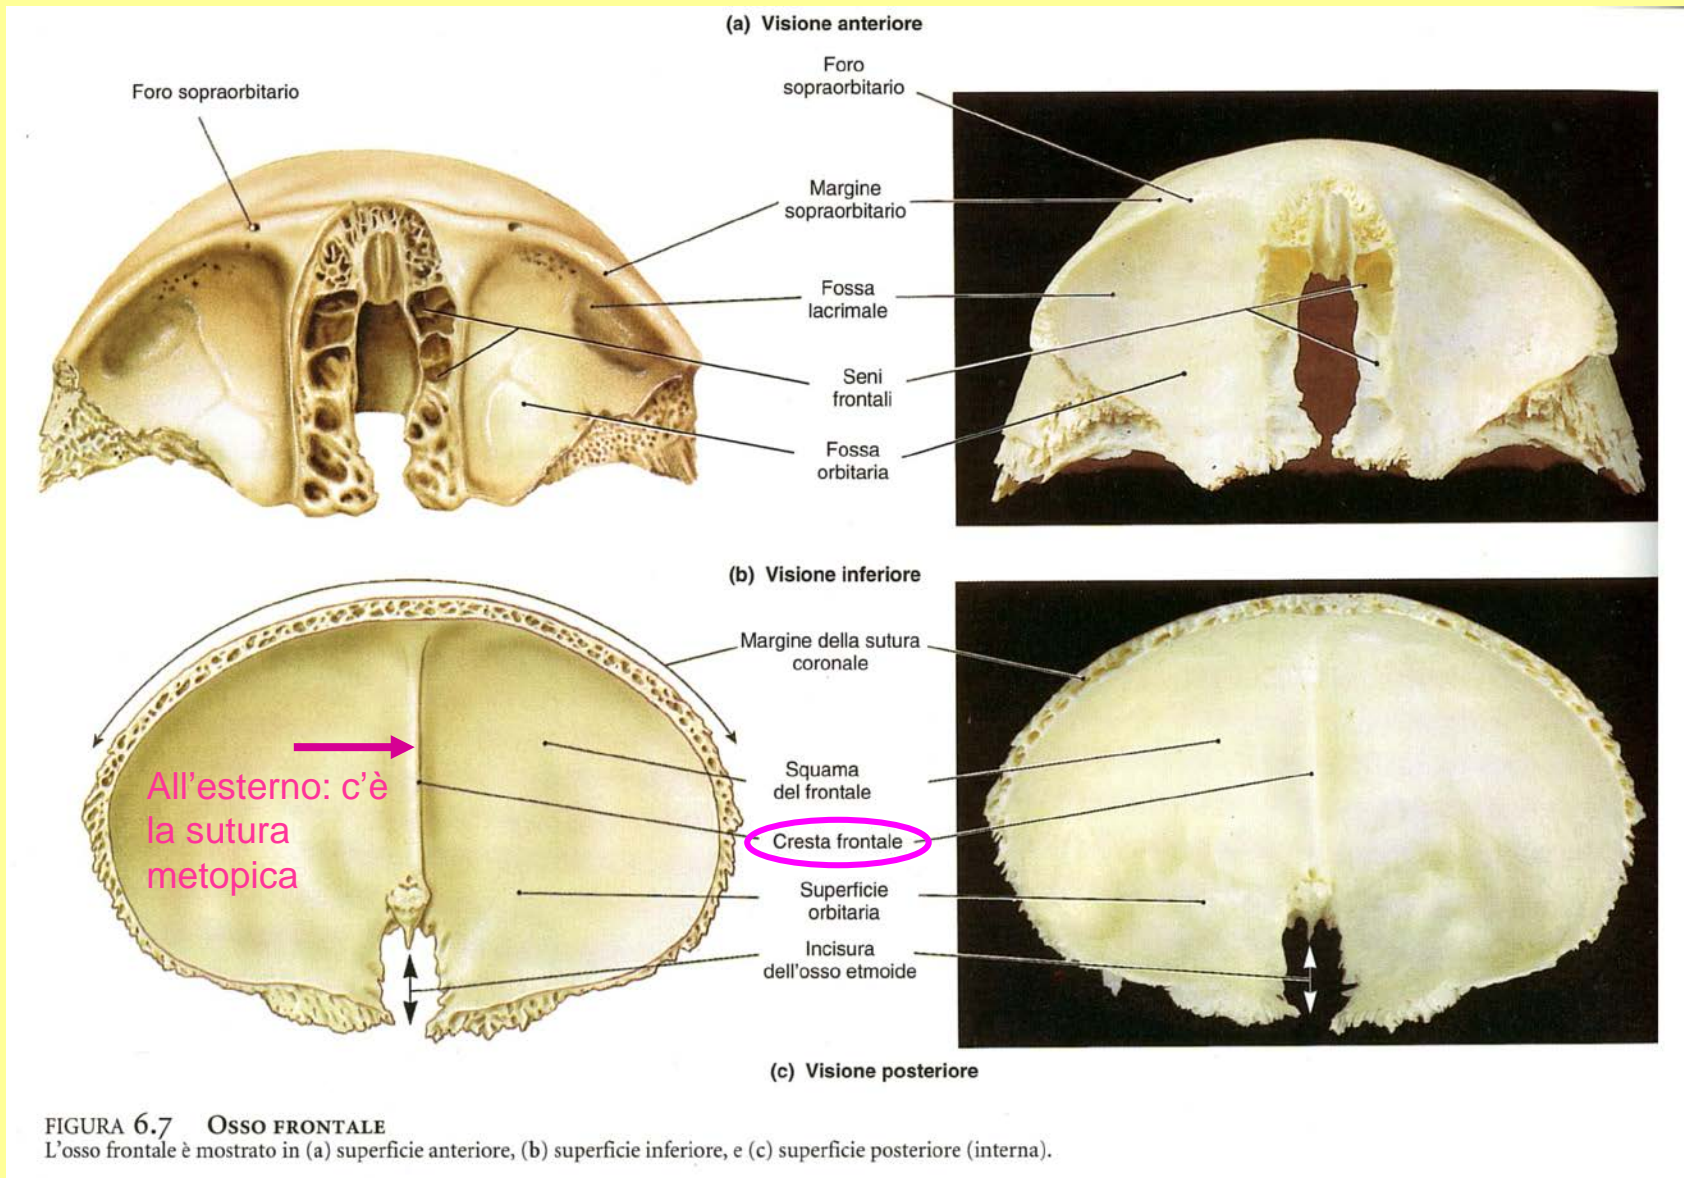 (a) Visione anteriore
Foro sopraorbitario
Foro
sopraorbitario
Margine
sopraorbitario
Fossa
lacrimale
Seni
frontali
Fossa
orbitaria
(b) Visione inferiore
Margine della sutura
coronale
All'esterno: c'è
la sutura
metopica
Squama
del frontale
Cresta frontale
Superficie
orbitaria
Incisura
dell'osso etmoide
(c) Visione posteriore
FIGURA 6.7 OSSO FRONTALE
L'osso frontale è mostrato in (a) superficie anteriore, (b) superficie inferiore, e (c) superficie posteriore (interna).